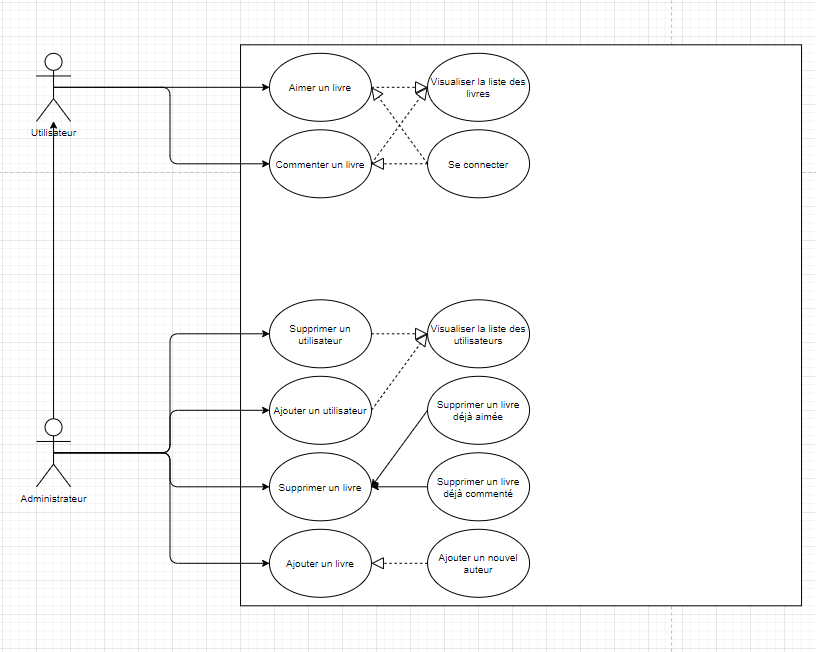 Utilisateur
Aimer un livre
Visualiser la liste des
livres
Commenter un livre
Se connecter
Supprimer un
utilisateur
Visualiser la liste des
utilisateurs
Ajouter un utilisateur
Supprimer un livre
déjà aimée
Administrateur
Supprimer un livre
Supprimer un livre
déjà commenté
Ajouter un livre
Ajouter un nouvel
auteur